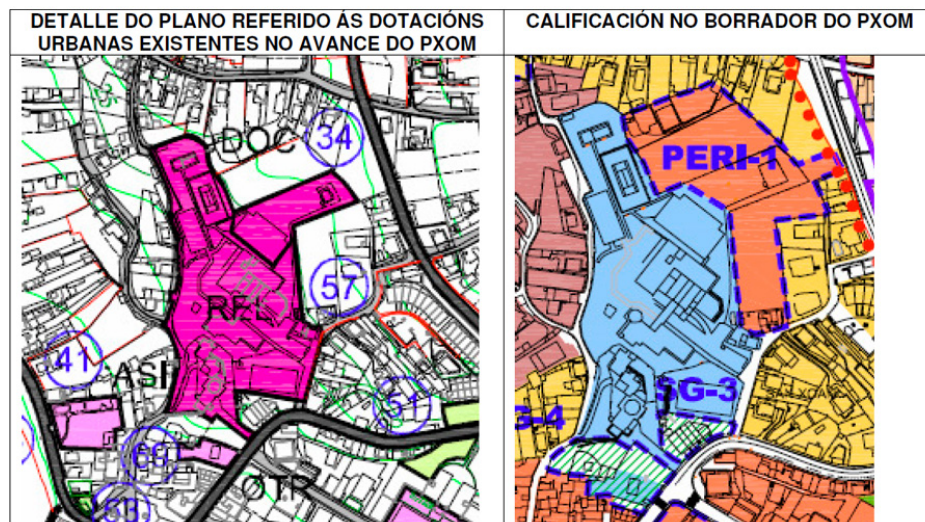 DETALLE DO PLANO REFERIDO ÁS DOTACIÓNS
URBANAS EXISTENTES NO AVANCE DO PXOM
CALIFICACIÓN NO BORRADOR DO PXOM
DOC
34
57
REL
41
ASI
51
69
OTR
53
PERI-1
SG-3
G-4